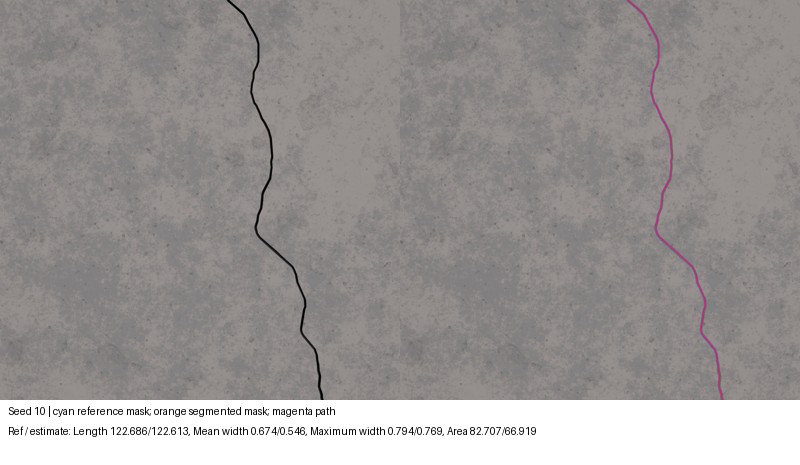 Seed 10 | cyan reference mask; orange segmented mask; magenta path
Ref / estimate: Length 122.686/122.613, Mean width 0.674/0.546, Maximum width 0.794/0.769, Area 82.707/66.919